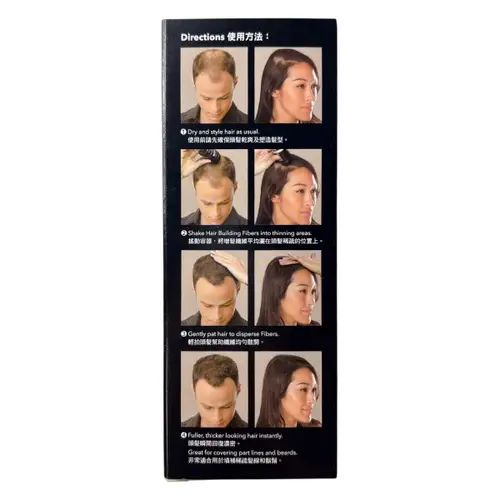 Directions 使用方法：
① Dry and style hair as usual.
使用前請先確保頭髮乾爽及塑造髮型。
② Shake Hair Building Fibers into thinning areas.
搖動容器，將增髮纖維平均灑在頭髮稀疏的位置上。
③ Gently pat hair to disperse Fibers.
輕拍頭髮幫助纖維均勻散開。
④ Fuller, thicker looking hair instantly.
頭髮瞬間回復濃密。
Great for covering part lines and beards.
非常適合用於填補稀疏髮線和鬍鬚。